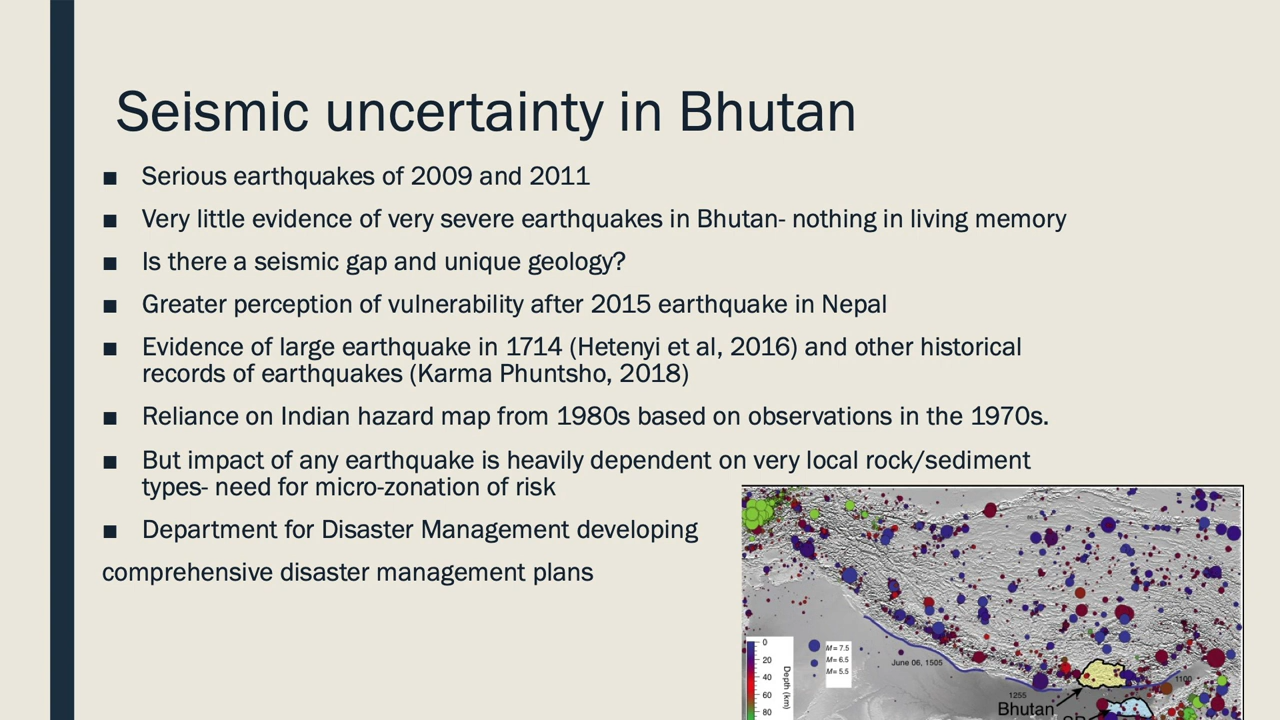 Seismic uncertainty in Bhutan
■ Serious earthquakes of 2009 and 2011
■ Very little evidence of very severe earthquakes in Bhutan- nothing in living memory
■ Is there a seismic gap and unique geology?
■ Greater perception of vulnerability after 2015 earthquake in Nepal
■ Evidence of large earthquake in 1714 (Hetenyi et al, 2016) and other historical
records of earthquakes (Karma Phuntsho, 2018)
■ Reliance on Indian hazard map from 1980s based on observations in the 1970s.
■ But impact of any earthquake is heavily dependent on very local rock/sediment
types- need for micro-zonation of risk
■ Department for Disaster Management developing
comprehensive disaster management plans
0
20
40
60
80
Depth (km)
M= 7.5
M= 6.5
M= 5.5
June 06, 1505
1255
1100
Bhutan